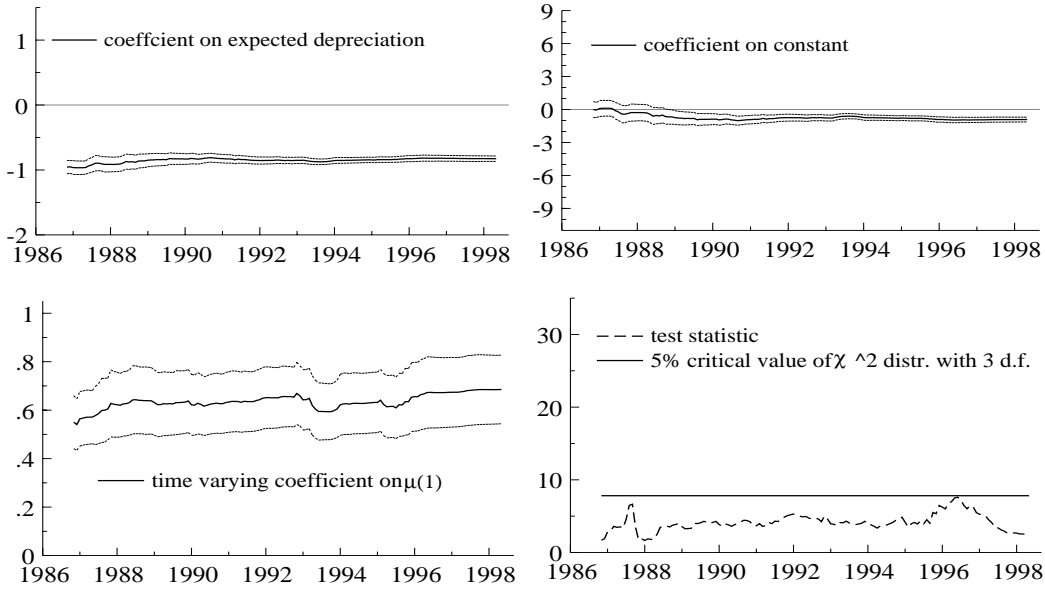 1
0
-1
-2
coeffcient on expected depreciation
1986 1988 1990 1992 1994 1996 1998
9
6
3
0
-3
-6
-9
coefficient on constant
1986 1988 1990 1992 1994 1996 1998
1
.8
.6
.4
.2
0
time varying coefficient on μ(1)
1986 1988 1990 1992 1994 1996 1998
30
20
10
0
test statistic
5% critical value of χ ^2 distr. with 3 d.f.
1986 1988 1990 1992 1994 1996 1998